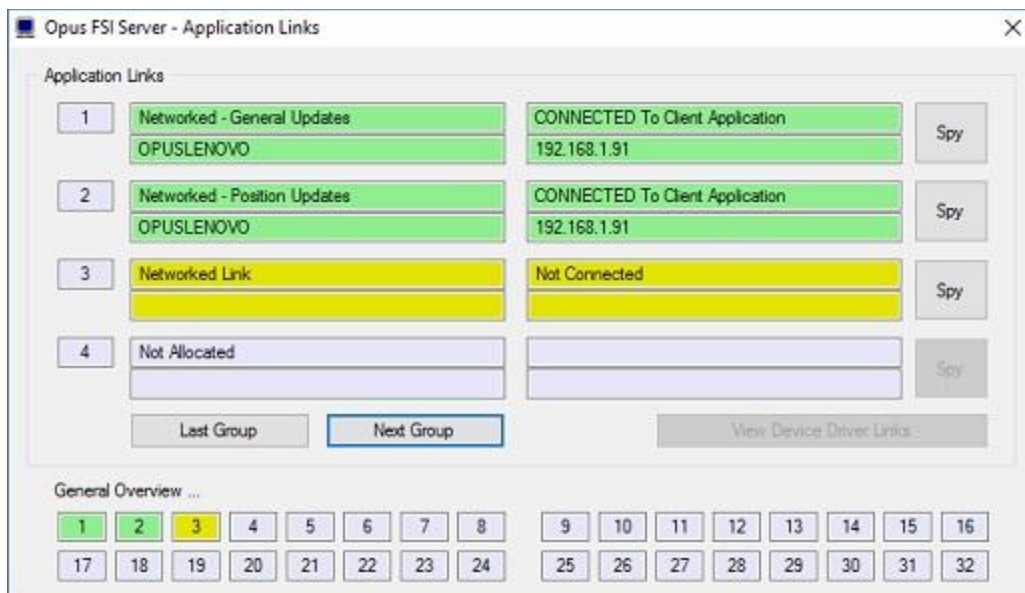 Opus FSI Server - Application Links
Application Links
1 Networked - General Updates CONNECTED To Client Application Spy
OPUSLENOVO 192.168.1.91
2 Networked - Position Updates CONNECTED To Client Application Spy
OPUSLENOVO 192.168.1.91
3 Networked Link Not Connected Spy
4 Not Allocated Spy
Last Group Next Group View Device Driver Links
General Overview ...
1 2 3 4 5 6 7 8 9 10 11 12 13 14 15 16
17 18 19 20 21 22 23 24 25 26 27 28 29 30 31 32